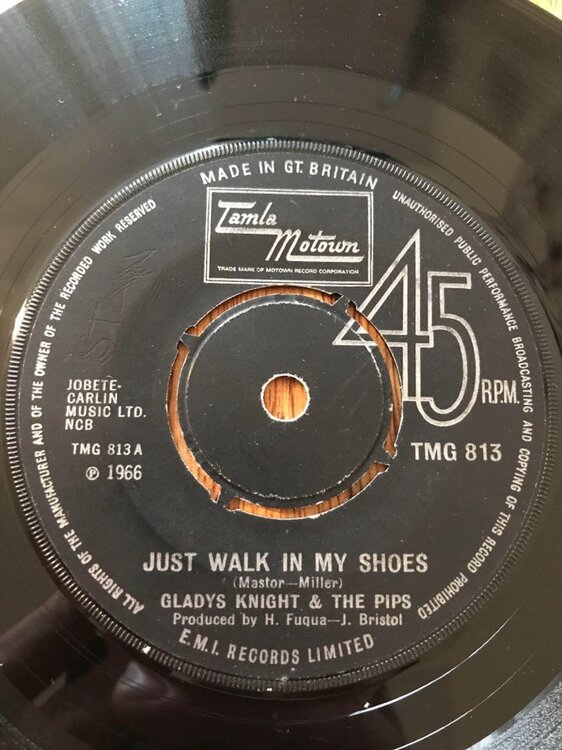 MADE IN GT. BRITAIN
Tamla
Motown
TRADE MARK OF MOTOWN RECORD CORPORATION
45
R.P.M.
JOBETE-
CARLIN
MUSIC LTD.
NCB
TMG 813 A
℗ 1966
TMG 813
JUST WALK IN MY SHOES
(Mastor—Miller)
GLADYS KNIGHT & THE PIPS
Produced by H. Fuqua—J. Bristol
E.M.I. RECORDS LIMITED
ALL RIGHTS OF THE MANUFACTURER AND OF THE OWNER OF THE RECORDED WORK RESERVED
UNAUTHORISED PUBLIC PERFORMANCE BROADCASTING AND COPYING OF THIS RECORD PROHIBITED